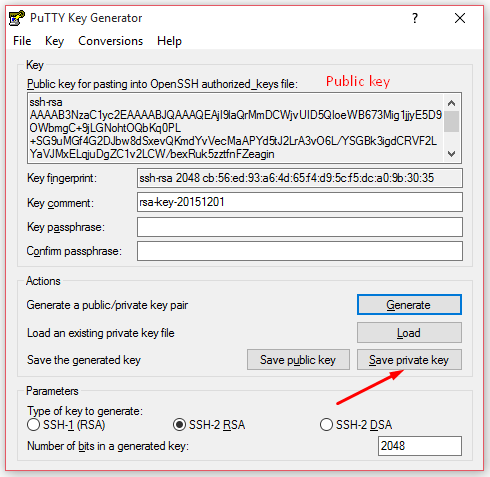 PuTTY Key Generator
File Key Conversions Help
Key
Public key for pasting into OpenSSH authorized_keys file:
Public key
ssh-rsa
AAAAB3NzaC1yc2EAAAABJQAAAQEAjl9IaQrMmDCWjvUID5QIoeWB673Mig1jjyE5D9
OWbmgC+9jLGNohtOQbKq0PL
+SG9uMGf4G2DJbw8dSxevQKmdYvVecMaAPYd5tJ2LrA3vO6L/YSGBk3igdCRVF2L
YaVJMxELqjuDgZC1v2LCW/bexRuk5zztfnFZeagin
Key fingerprint:
ssh-rsa 2048 cb:56:ed:93:a6:4d:65:f4:d9:5c:f5:dc:a0:9b:30:35
Key comment:
rsa-key-20151201
Key passphrase:
Confirm passphrase:
Actions
Generate a public/private key pair
Generate
Load an existing private key file
Load
Save the generated key
Save public key
Save private key
Parameters
Type of key to generate:
SSH-1 (RSA)
SSH-2 RSA
SSH-2 DSA
Number of bits in a generated key:
2048